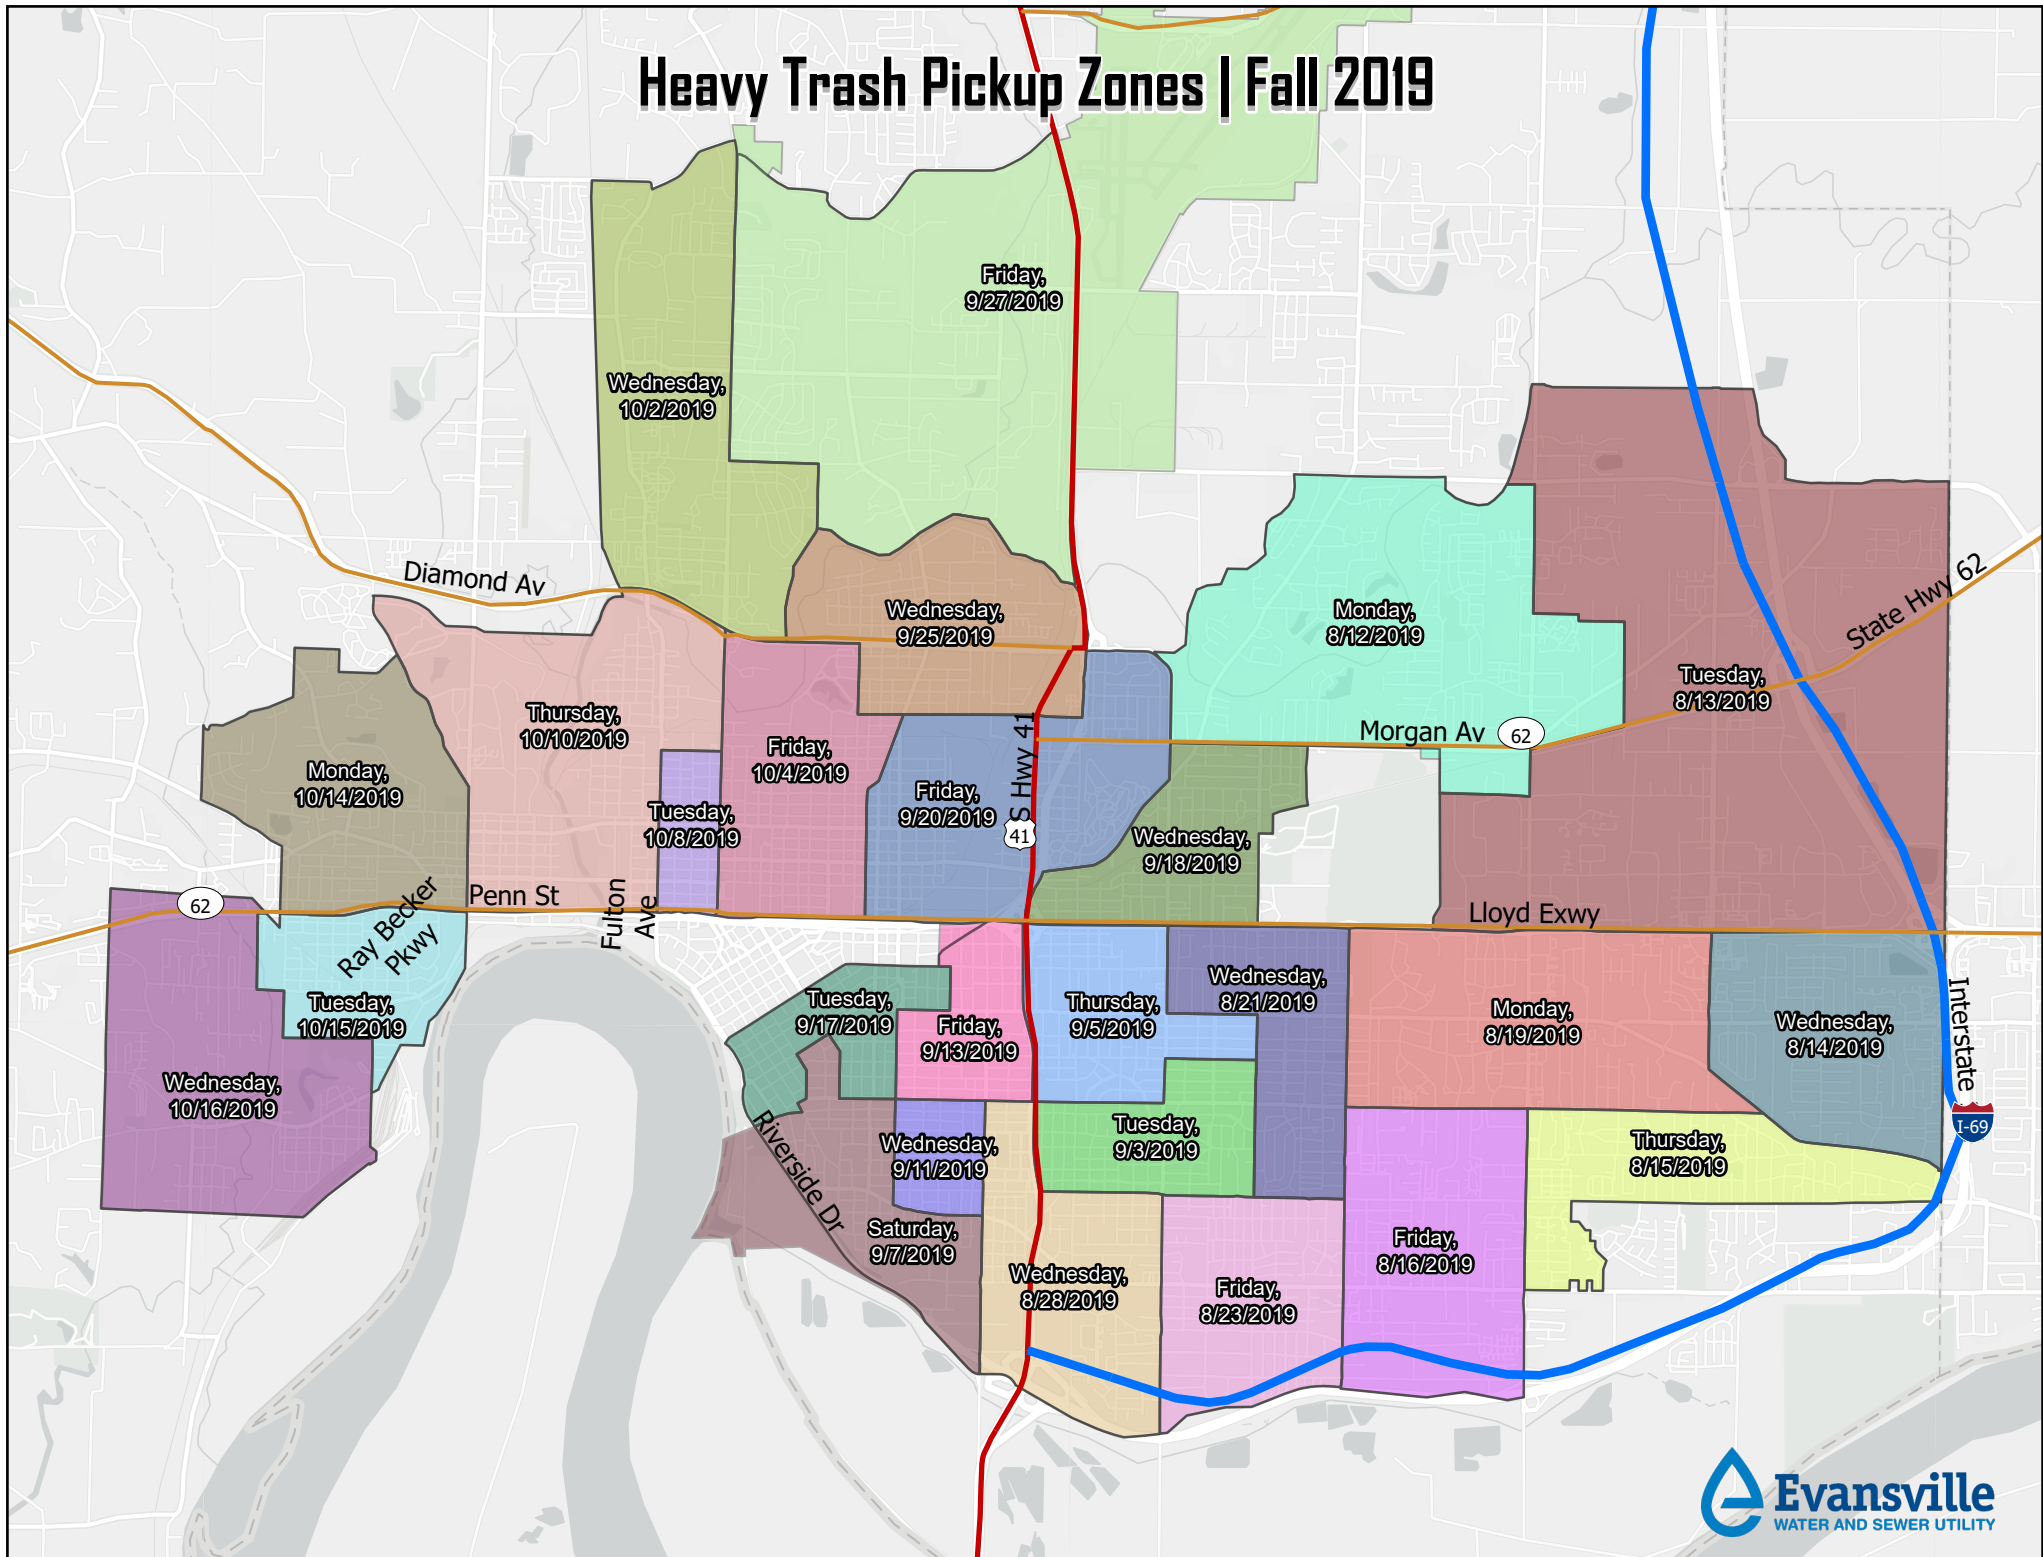 Heavy Trash Pickup Zones | Fall 2019
Friday,
9/27/2019
Wednesday,
10/2/2019
Diamond Av
Wednesday,
9/25/2019
Monday,
8/12/2019
State Hwy 62
Tuesday,
8/13/2019
Thursday,
10/10/2019
Morgan Av
62
Friday,
10/4/2019
Monday,
10/14/2019
S Hwy 41
41
Friday,
9/20/2019
Tuesday,
10/8/2019
Wednesday,
9/18/2019
62
Ray Becker
Pkwy
Penn St
Fulton
Ave
Lloyd Exwy
Tuesday,
10/15/2019
Tuesday,
9/17/2019
Friday,
9/13/2019
Thursday,
9/5/2019
Wednesday,
8/21/2019
Monday,
8/19/2019
Wednesday,
8/14/2019
Interstate
I-69
Wednesday,
10/16/2019
Riverside Dr
Wednesday,
9/11/2019
Tuesday,
9/3/2019
Thursday,
8/15/2019
Saturday,
9/7/2019
Wednesday,
8/28/2019
Friday,
8/23/2019
Friday,
8/16/2019
Evansville
WATER AND SEWER UTILITY